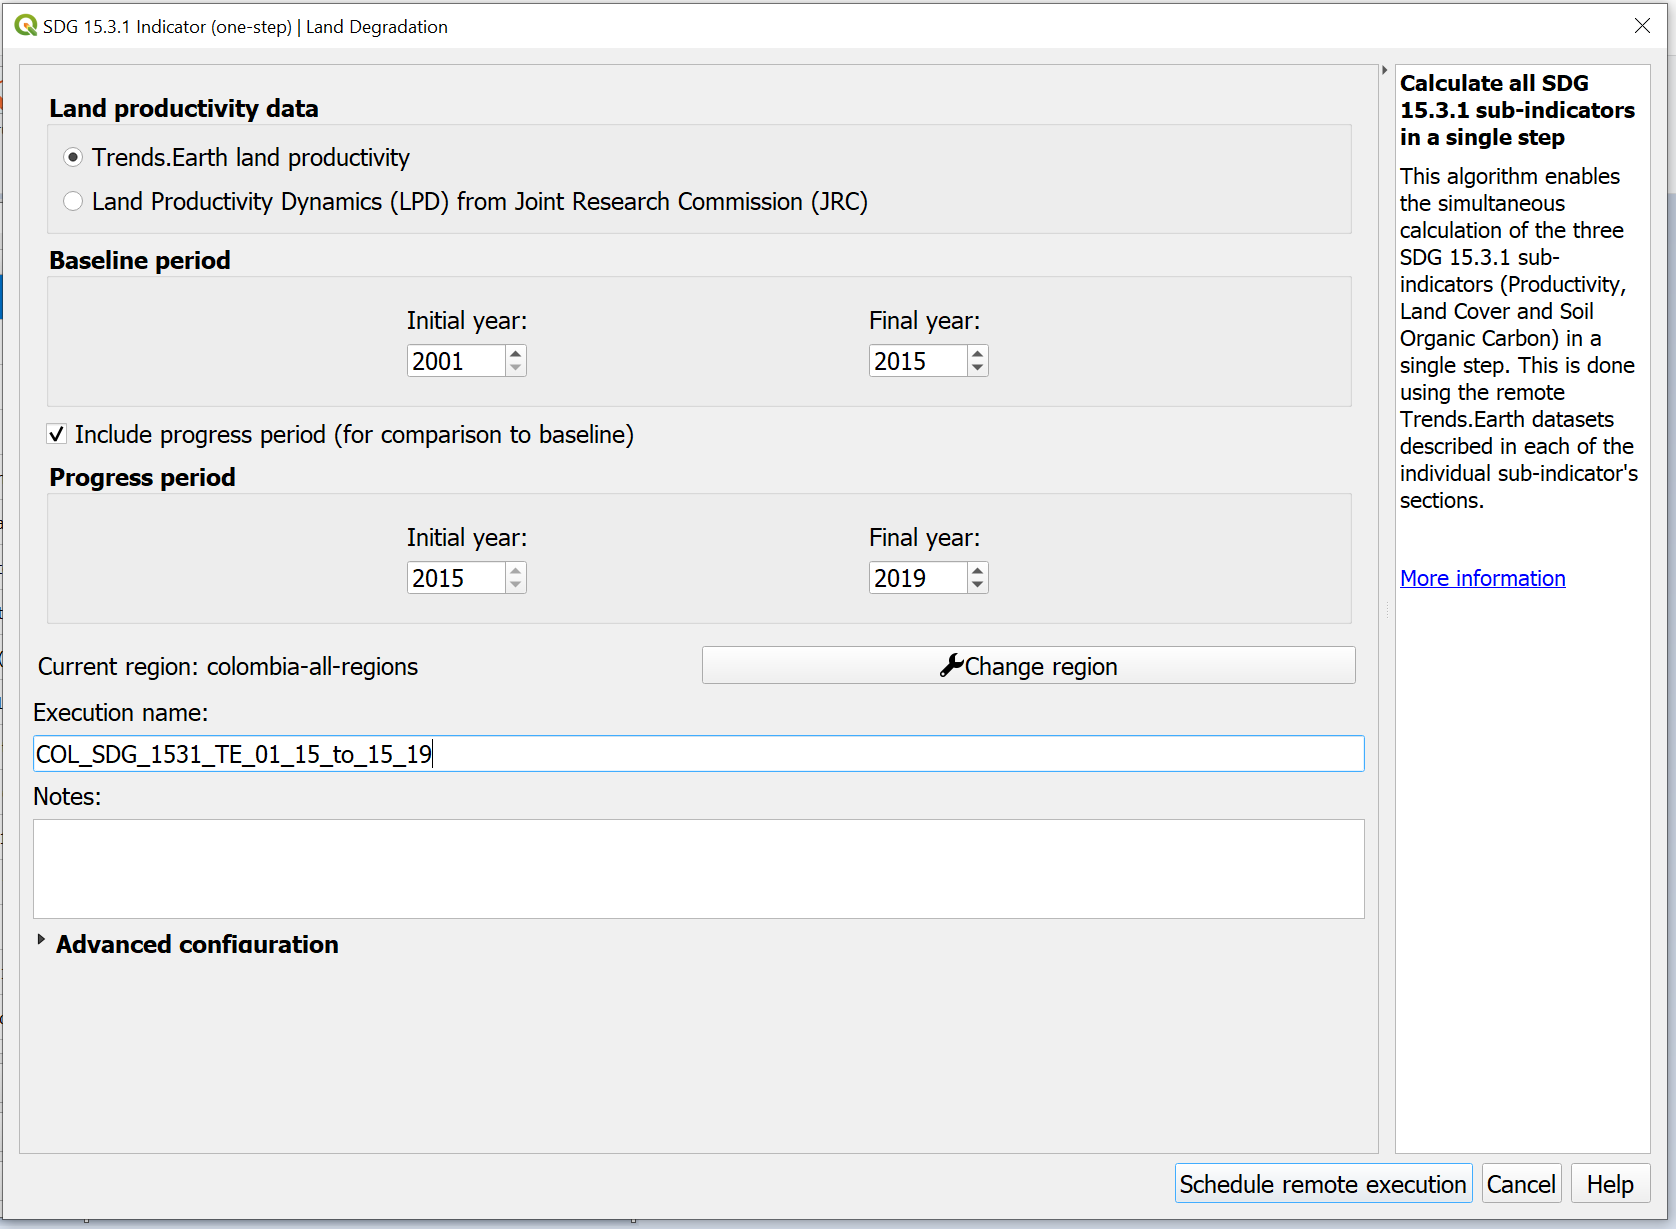 SDG 15.3.1 Indicator (one-step) | Land Degradation
Land productivity data
Trends.Earth land productivity
Land Productivity Dynamics (LPD) from Joint Research Commission (JRC)
Baseline period
Initial year:
Final year:
2001
2015
Include progress period (for comparison to baseline)
Progress period
Initial year:
Final year:
2015
2019
Current region: colombia-all-regions
Change region
Execution name:
COL_SDG_1531_TE_01_15_to_15_19
Notes:
Advanced configuration
Calculate all SDG
15.3.1 sub-indicators
in a single step
This algorithm enables
the simultaneous
calculation of the three
SDG 15.3.1 sub-
indicators (Productivity,
Land Cover and Soil
Organic Carbon) in a
single step. This is done
using the remote
Trends.Earth datasets
described in each of the
individual sub-indicator's
sections.
More information
Schedule remote execution
Cancel
Help